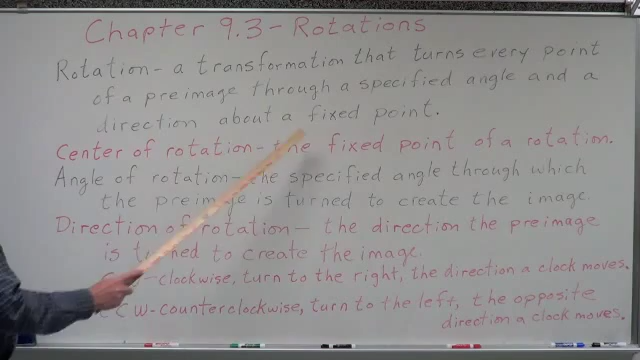 Chapter 9.3-Rotations
Rotation- a transformation that turns every point
of a preimage through a specified angle and a
direction about a fixed point.
Center of rotation- the fixed point of a rotation.
Angle of rotation- the specified angle through which
the preimage is turned to create the image.
Direction of rotation- the direction the preimage
is turned to create the image.
-clockwise, turn to the right, the direction a clock moves.
CCW-counterclockwise, turn to the left, the opposite
direction a clock moves.